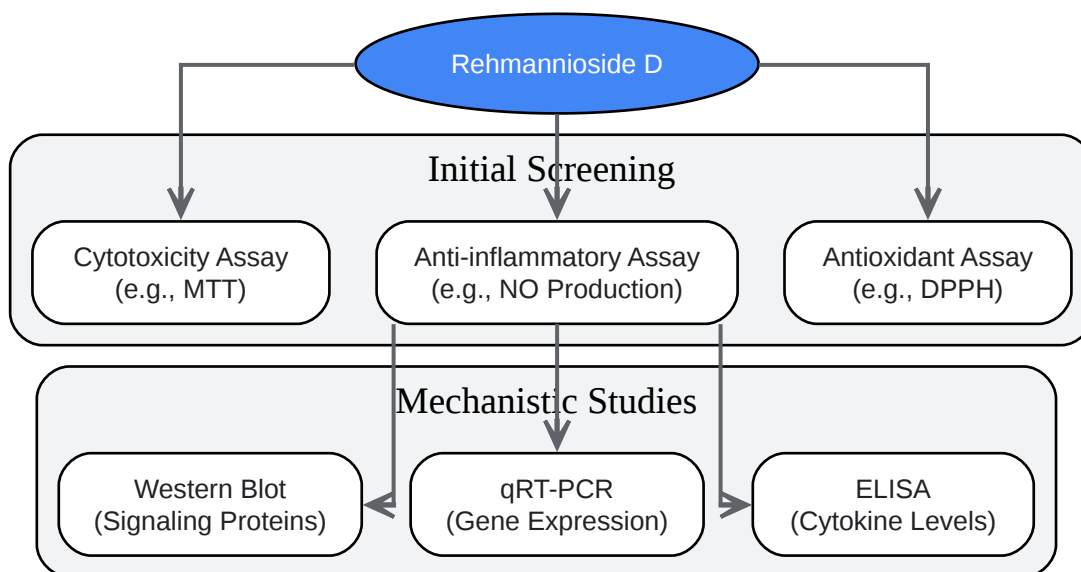 Rehmannioside D
Initial Screening
Cytotoxicity Assay
(e.g., MTT)
Anti-inflammatory Assay
(e.g., NO Production)
Antioxidant Assay
(e.g., DPPH)
Mechanistic Studies
Western Blot
(Signaling Proteins)
qRT-PCR
(Gene Expression)
ELISA
(Cytokine Levels)